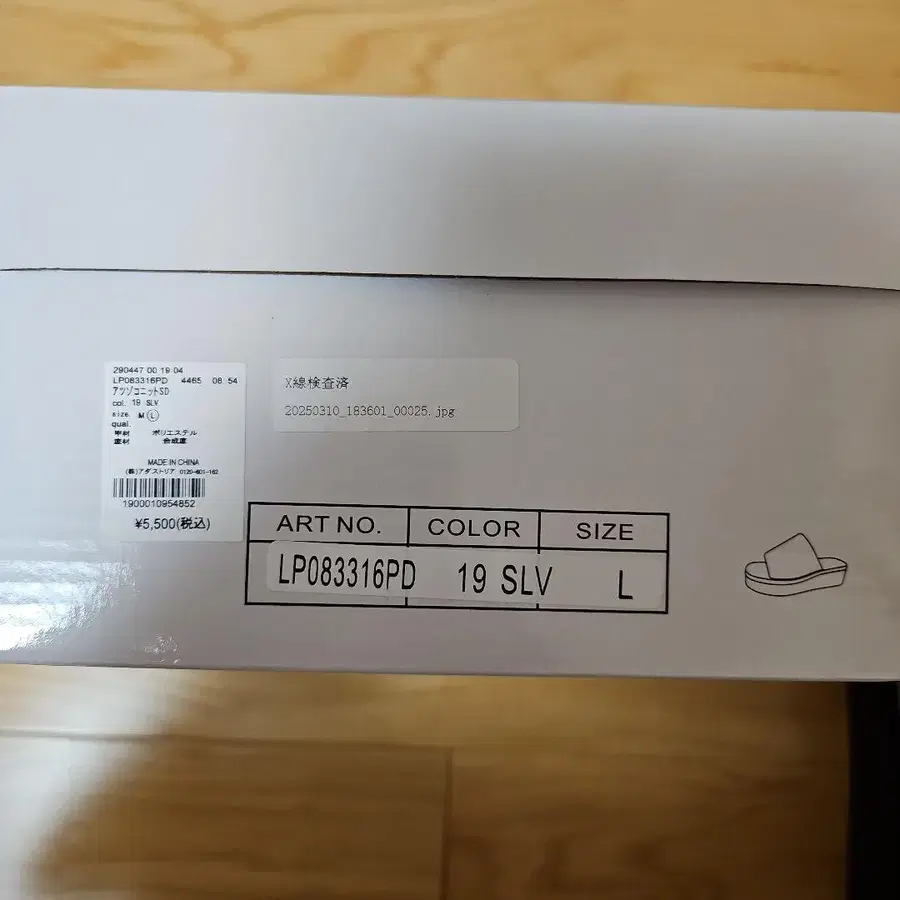 290447 00 19 04
LP083316PD 4465 08 54
アツゾコニットSD
col. 19 SLV
size. M L
qual.
甲材 ポリエステル
底材 合成底
MADE IN CHINA
(株)アダストリア 0120-601-162
1900010954852
¥5,500(税込)
X線検査済
20250310_183601_00025.jpg
ART NO. COLOR SIZE
LP083316PD 19 SLV L